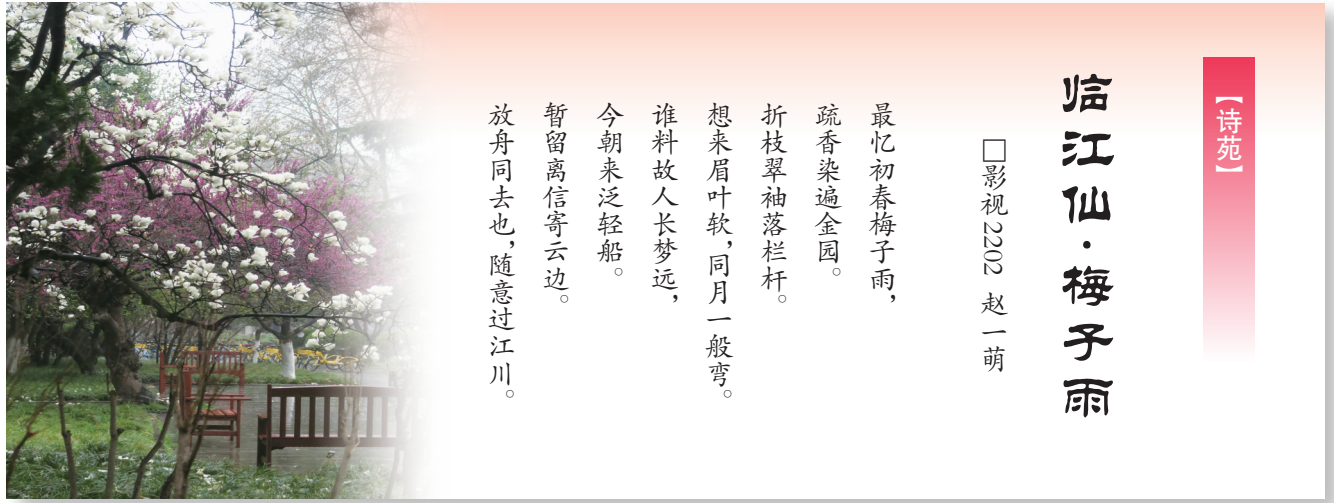 【诗苑】
临江仙·梅子雨
□影视2202 赵一萌
最忆初春梅子雨，
疏香染遍金园。
折枝翠袖落栏杆。
想来眉叶软，同月一般弯。
谁料故人长梦远，
今朝来泛轻船。
暂留离信寄云边。
放舟同去也，随意过江川。